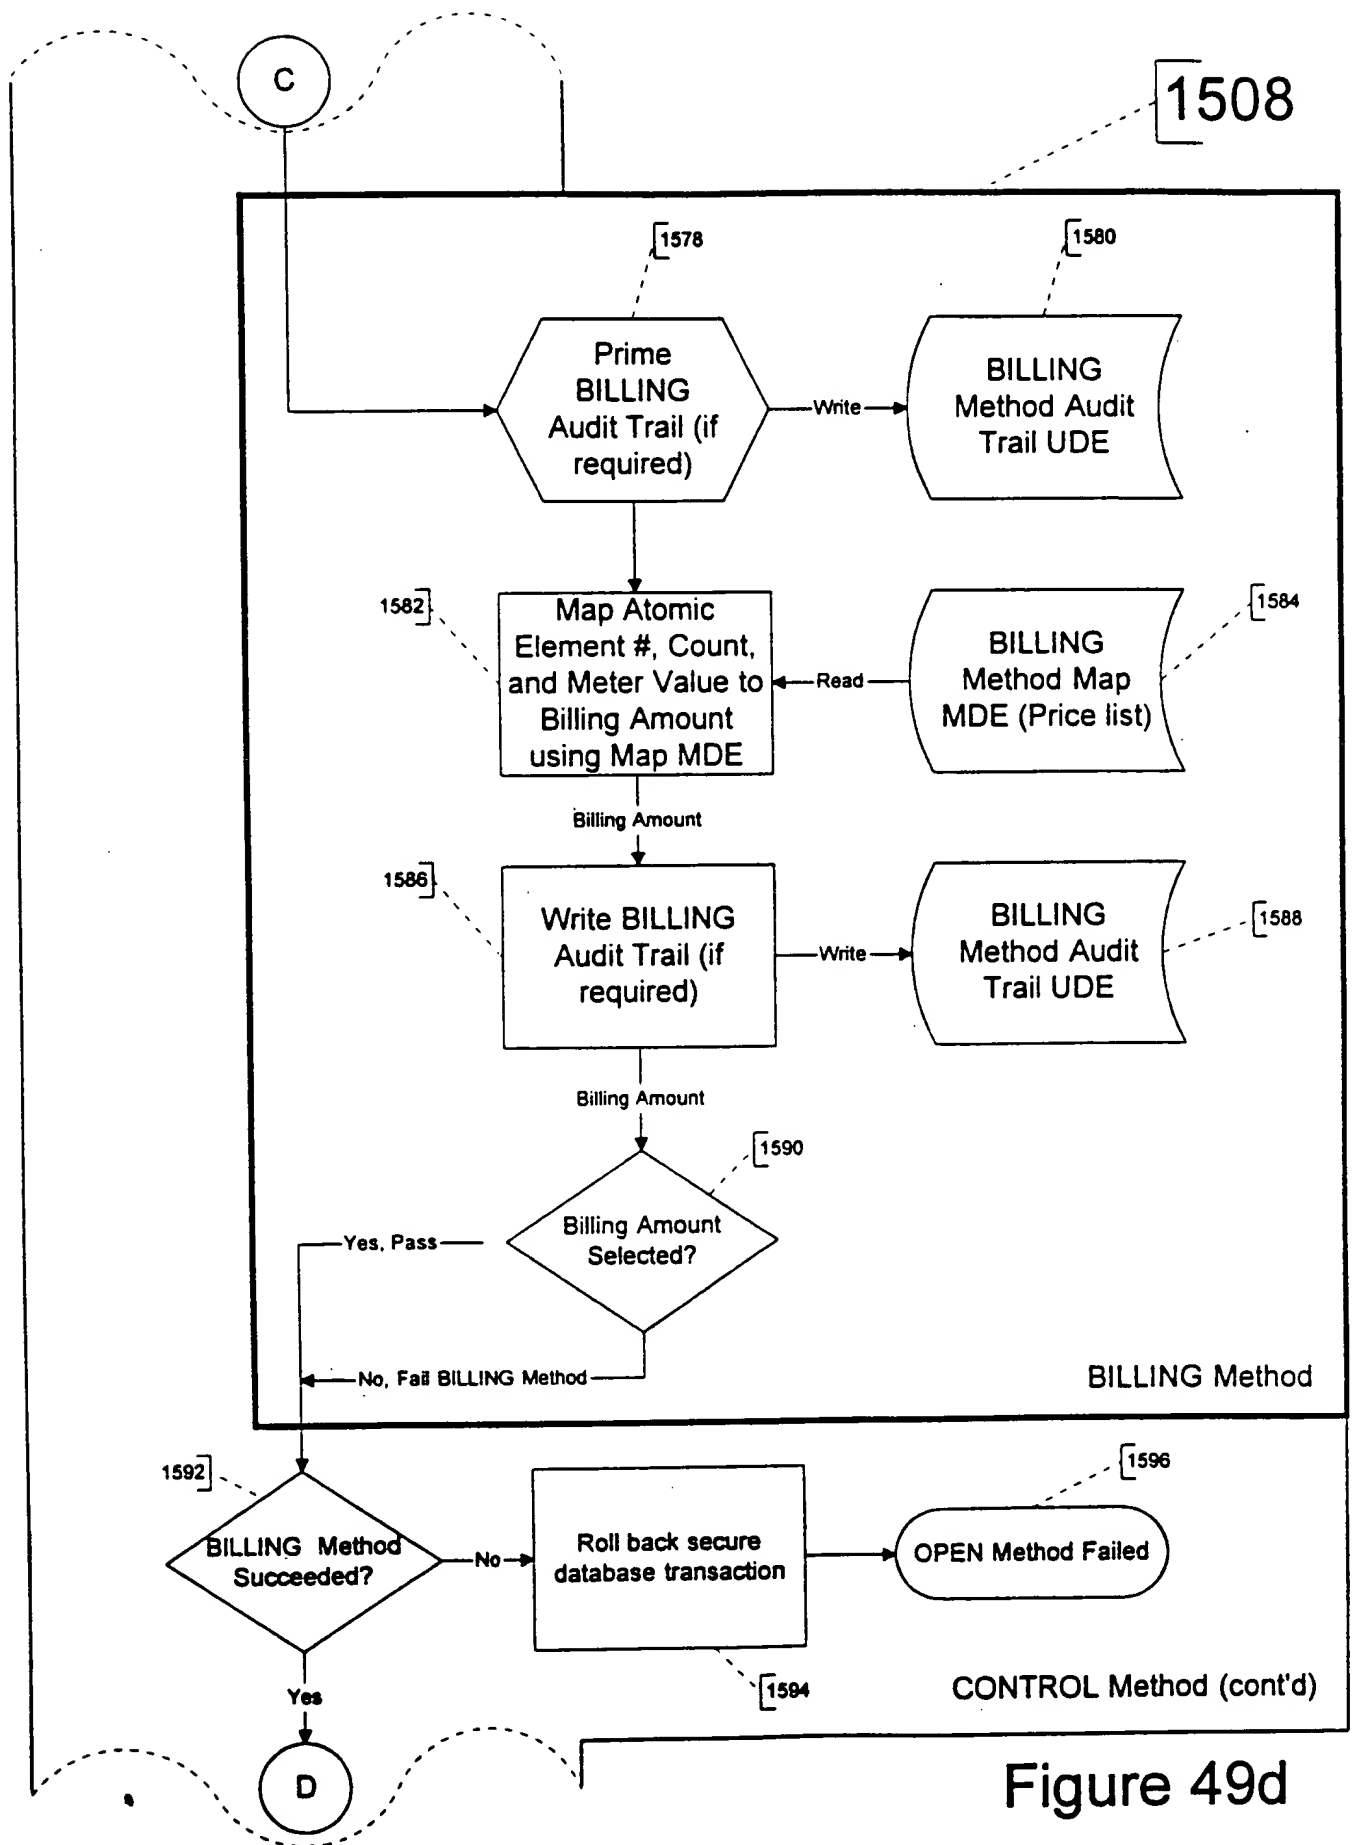 C
1508
1578
1580
Prime
BILLING
Audit Trail (if
required)
Write
BILLING
Method Audit
Trail UDE
1582
Map Atomic
Element #, Count,
and Meter Value to
Billing Amount
using Map MDE
Read
BILLING
Method Map
MDE (Price list)
1584
Billing Amount
1586
Write BILLING
Audit Trail (if
required)
Write
BILLING
Method Audit
Trail UDE
1588
Billing Amount
1590
Billing Amount
Selected?
Yes, Pass
No, Fail BILLING Method
BILLING Method
1592
BILLING Method
Succeeded?
No
Roll back secure
database transaction
1594
OPEN Method Failed
1596
Yes
CONTROL Method (cont'd)
D
Figure 49d